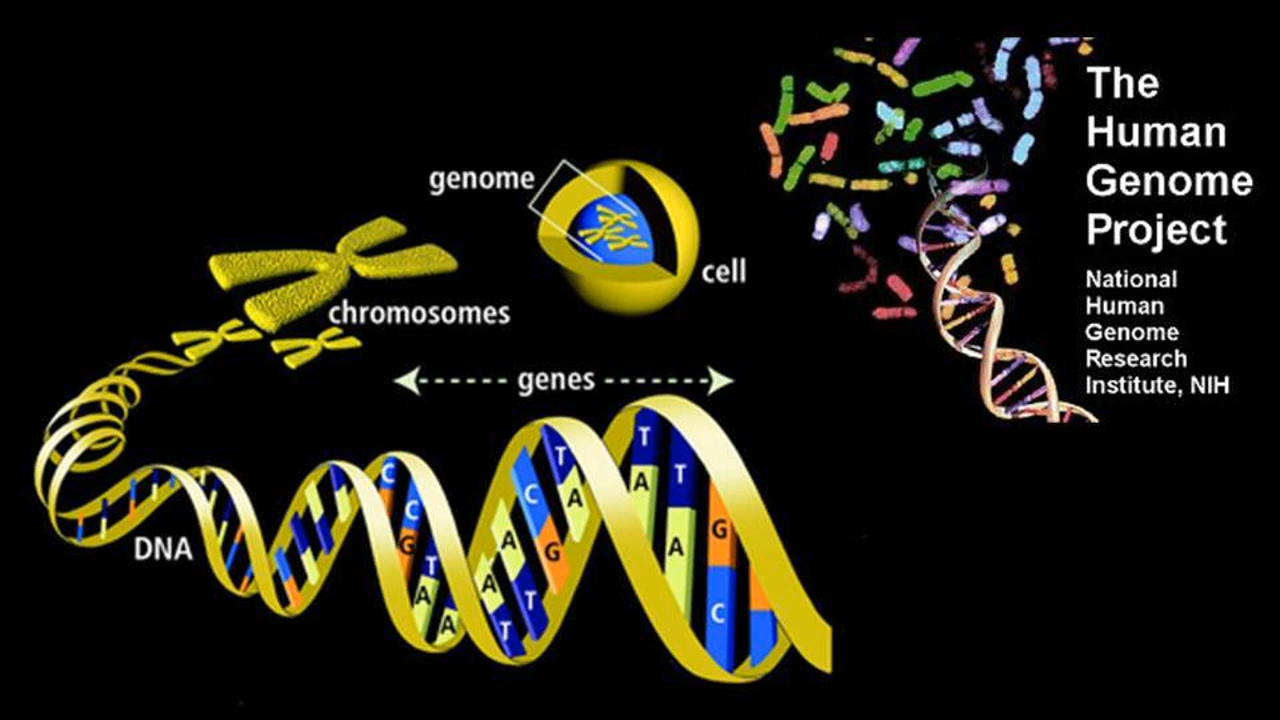 The
Human
Genome
Project
National
Human
Genome
Research
Institute, NIH
genome
cell
chromosomes
genes
DNA
C
C
G
T
A
A
A
T
A
T
C
G
T
A
T
A
T
A
G
C